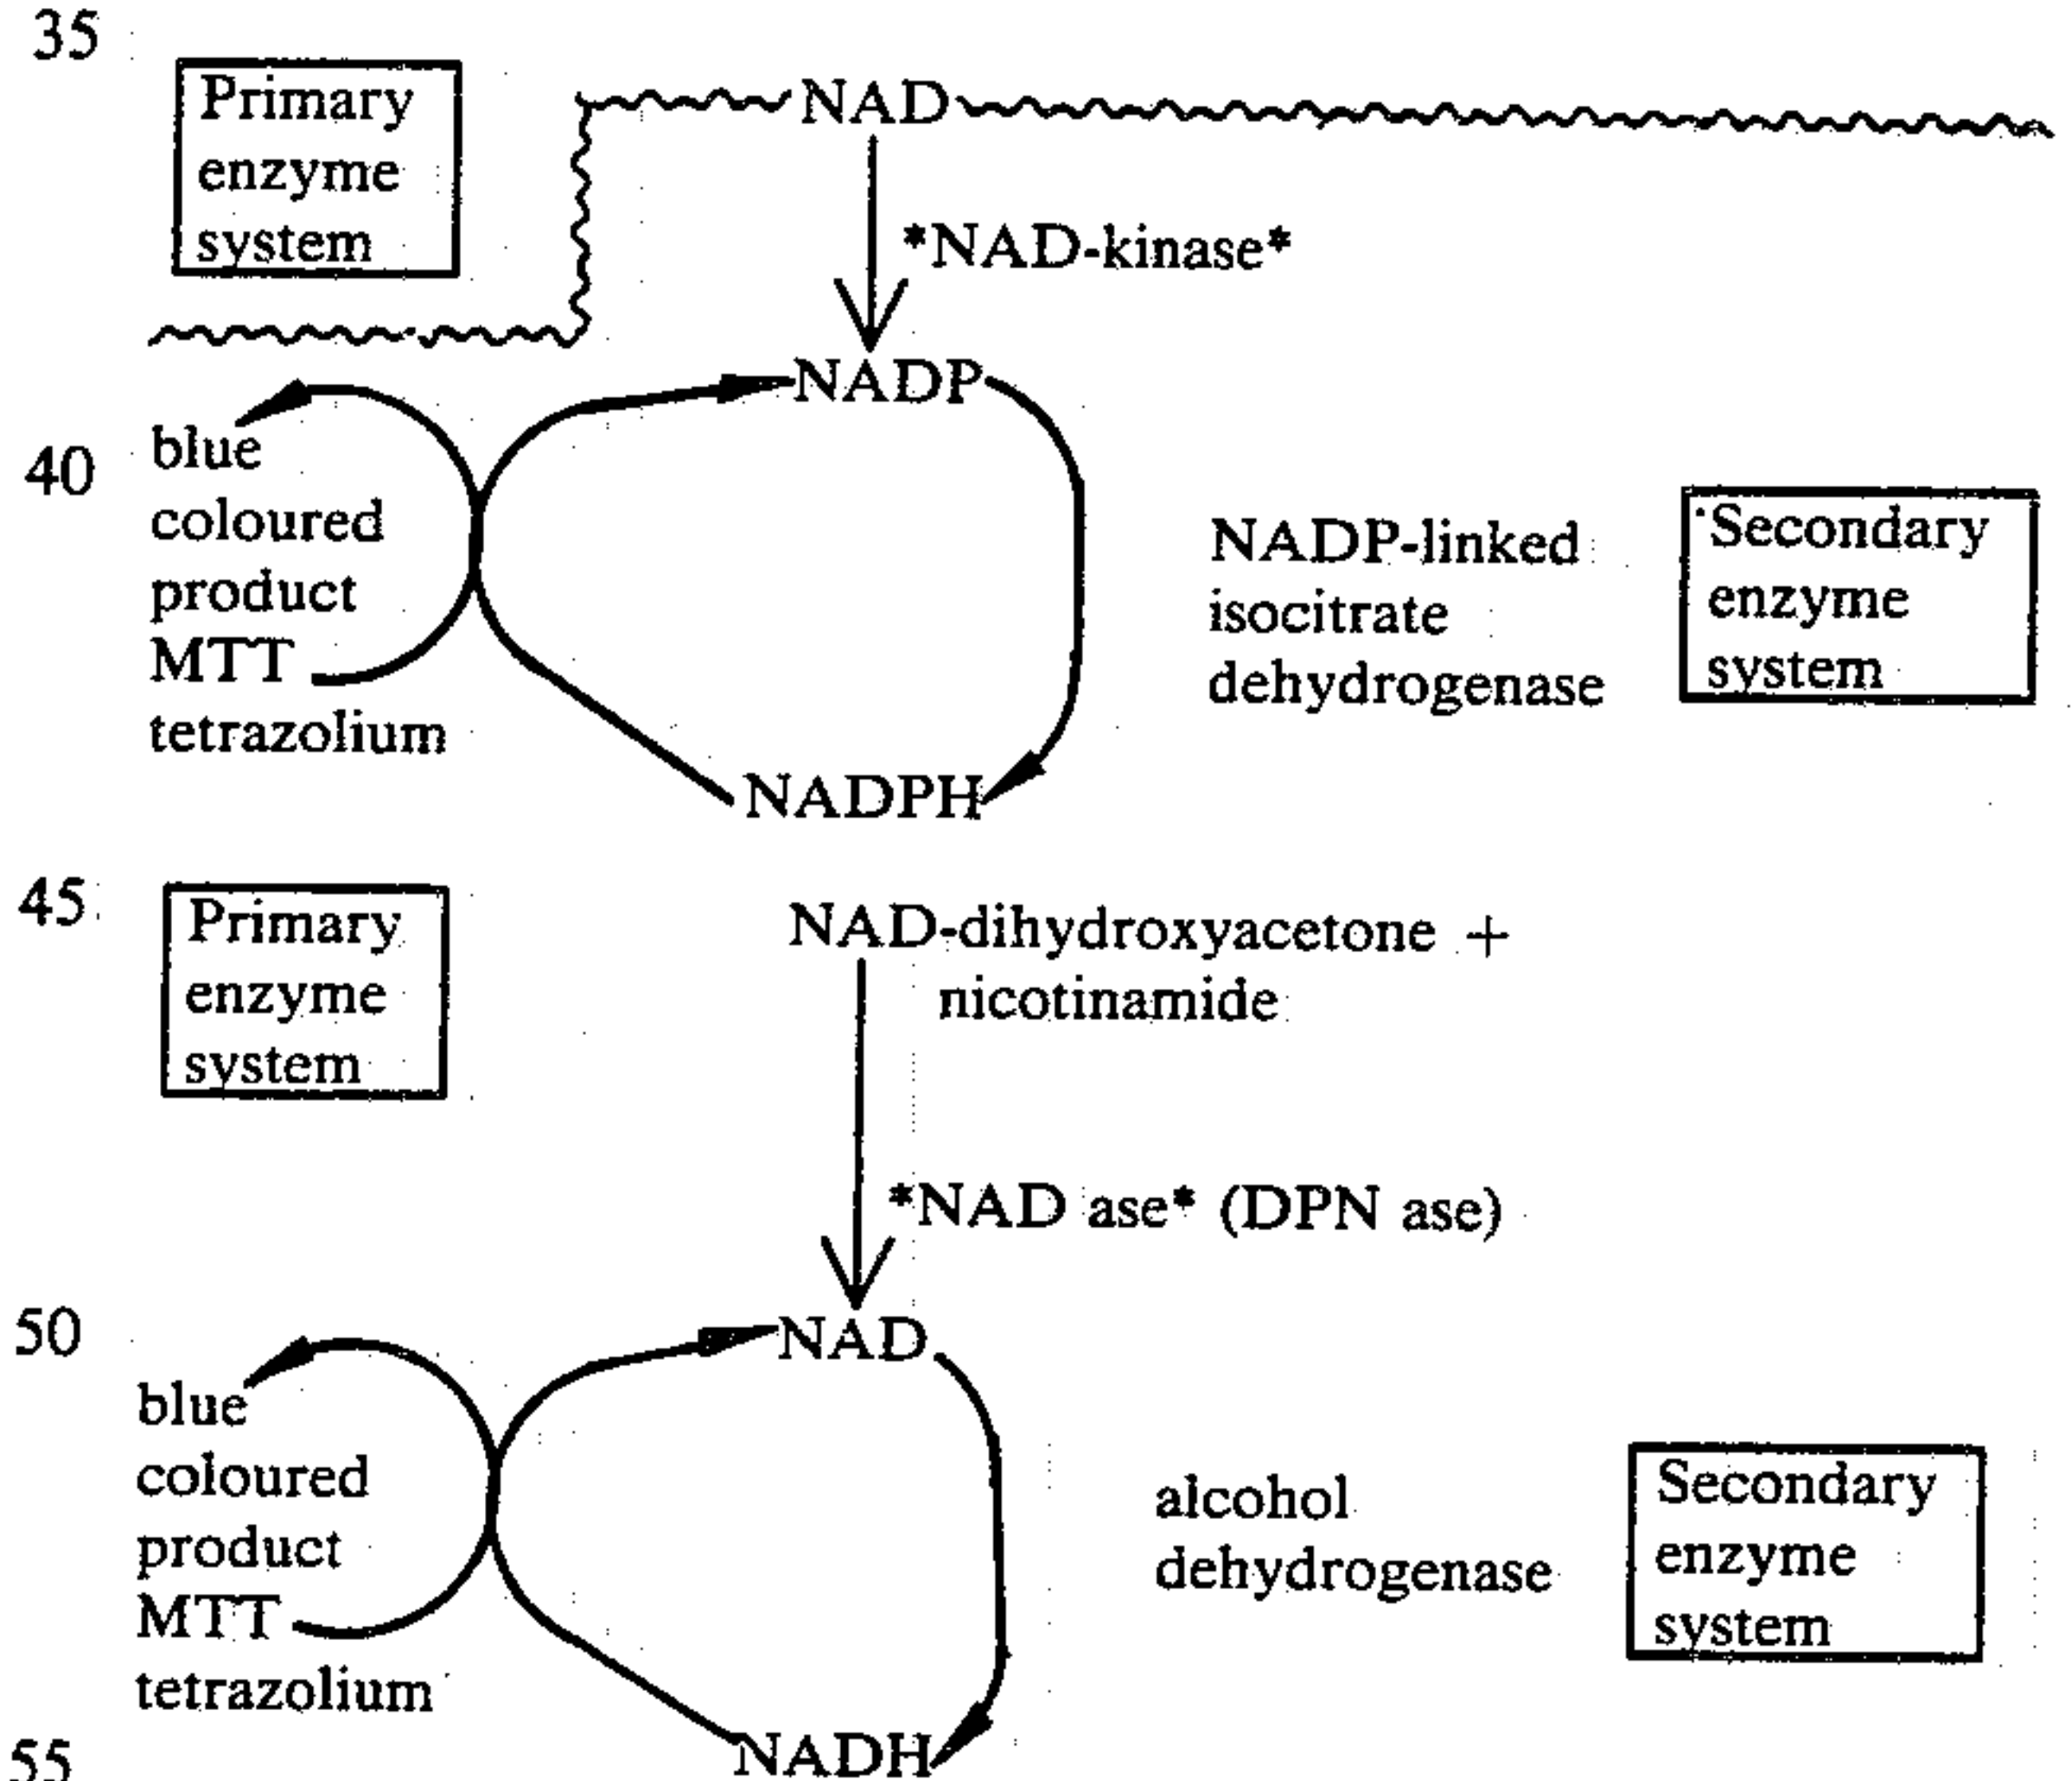 35
Primary
enzyme
system
NAD
*NAD-kinase*
NADP
40
blue
coloured
product
MTT
tetrazolium
NADP-linked
isocitrate
dehydrogenase
Secondary
enzyme
system
NADPH
45
Primary
enzyme
system
NAD-dihydroxyacetone +
nicotinamide
*NAD ase* (DPN ase)
50
NAD
blue
coloured
product
MTT
tetrazolium
alcohol
dehydrogenase
Secondary
enzyme
system
NADH
55